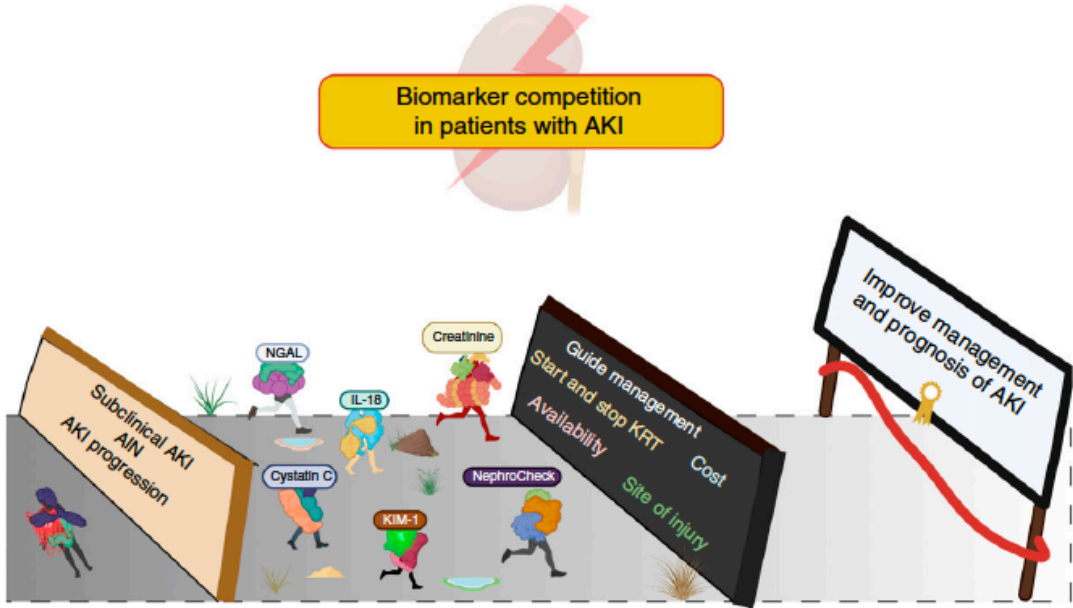 Biomarker competition
in patients with AKI
Subclinical AKI
AIN
AKI progression
NGAL
IL-18
Creatinine
Cystatin C
KIM-1
NephroCheck
Guide management
Start and stop KRT
Availability
Cost
Site of injury
Improve management
and prognosis of AKI